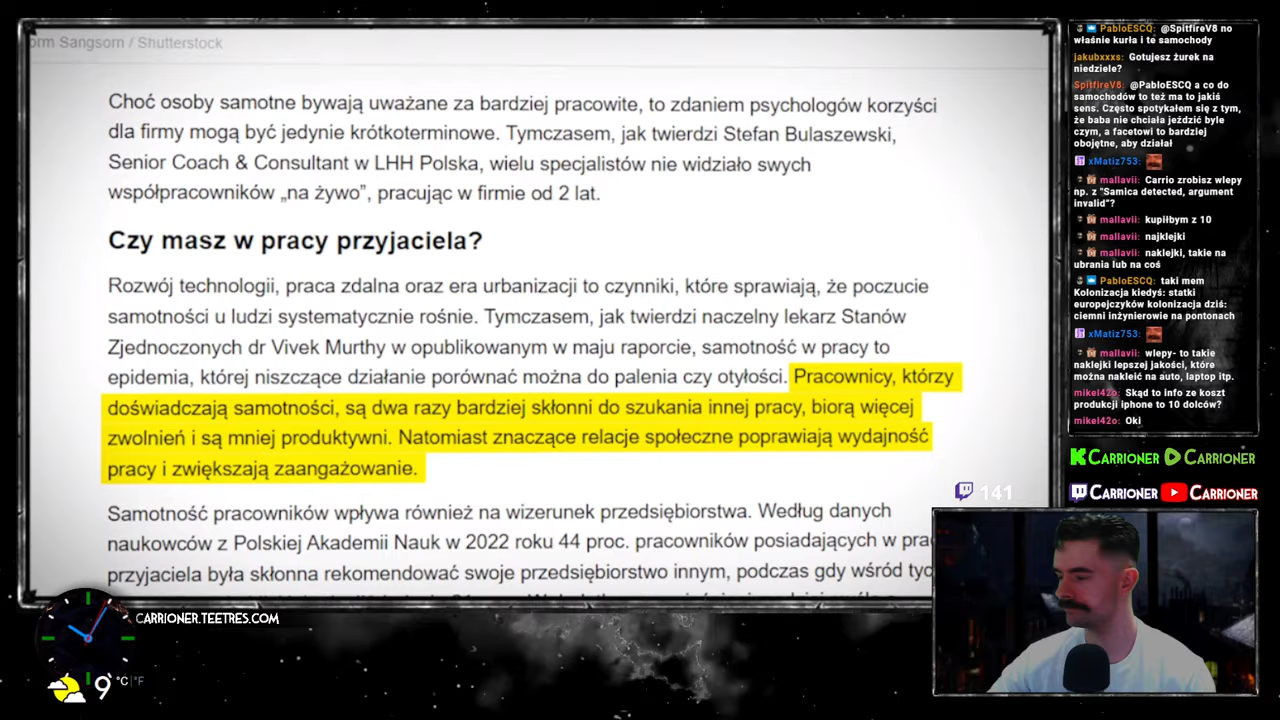 orm Sangsom / Shutterstock
Choć osoby samotne bywają uważane za bardziej pracowite, to zdaniem psychologów korzyści
dla firmy mogą być jedynie krótkoterminowe. Tymczasem, jak twierdzi Stefan Bulaszewski,
Senior Coach & Consultant w LHH Polska, wielu specjalistów nie widziało swych
współpracowników „na żywo”, pracując w firmie od 2 lat.
Czy masz w pracy przyjaciela?
Rozwój technologii, praca zdalna oraz era urbanizacji to czynniki, które sprawiają, że poczucie
samotności u ludzi systematycznie rośnie. Tymczasem, jak twierdzi naczelny lekarz Stanów
Zjednoczonych dr Vivek Murthy w opublikowanym w maju raporcie, samotność w pracy to
epidemia, której niszczące działanie porównać można do palenia czy otyłości. Pracownicy, którzy
doświadczają samotności, są dwa razy bardziej skłonni do szukania innej pracy, biorą więcej
zwolnień i są mniej produktywni. Natomiast znaczące relacje społeczne poprawiają wydajność
pracy i zwiększają zaangażowanie.
Samotność pracowników wpływa również na wizerunek przedsiębiorstwa. Według danych
naukowców z Polskiej Akademii Nauk w 2022 roku 44 proc. pracowników posiadających w prac
przyjaciela była skłonna rekomendować swoje przedsiębiorstwo innym, podczas gdy wśród tyc
141
CARRIONER.TEETRES.COM
9 °C|°F
PabloESCQ: @SpitfireV8 no
właśnie kurła i te samochody
jakubxxxs: Gotujesz żurek na
niedziele?
SpitfireV8: @PabloESCQ a co do
samochodów to też ma to jakiś
sens. Często spotykałem się z tym,
że baba nie chciała jeździć byle
czym, a facetowi to bardziej
obojętne, aby działał
xMatiz753:
mallavii: Carrio zrobisz wlepy
np. z "Samica detected, argument
invalid"?
mallavii: kupiłbym z 10
mallavii: najklejki
mallavii: naklejki, takie na
ubrania lub na coś
PabloESCQ: taki mem
Kolonizacja kiedyś: statki
europejczyków kolonizacja dziś:
ciemni inżynierowie na pontonach
xMatiz753:
mallavii: wlepy- to takie
naklejki lepszej jakości, które
można nakleić na auto, laptop itp.
mikel42o: Skąd to info ze koszt
produkcji iphone to 10 dolców?
mikel42o: Oki
CARRIONER CARRIONER
CARRIONER CARRIONER